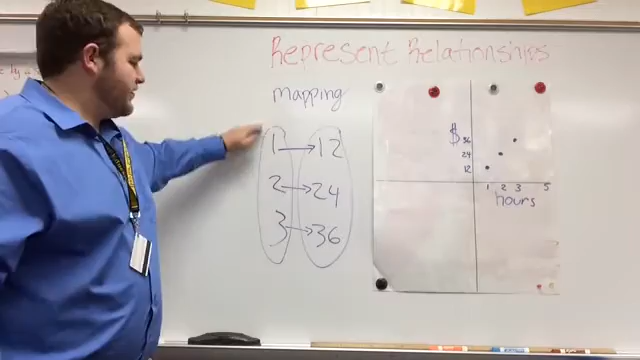 Represent Relationships
mapping
1 → 12
2 → 24
3 → 36
$
36
24
12
1 2 3 5
hours